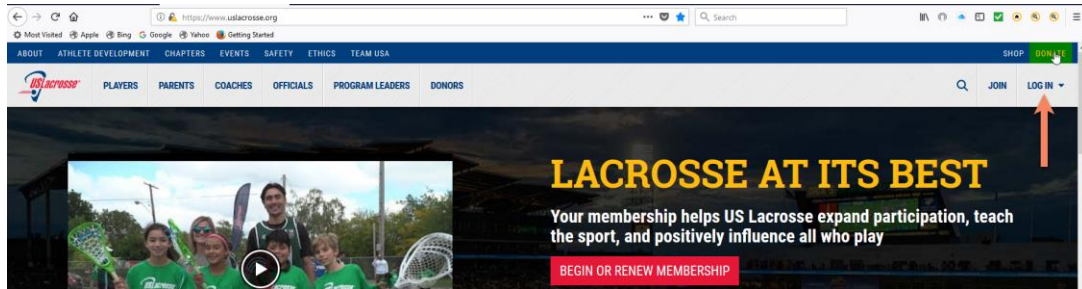 https://www.uslacrosse.org
Search
Most Visited Apple Bing Google Yahoo Getting Started
ABOUT ATHLETE DEVELOPMENT CHAPTERS EVENTS SAFETY ETHICS TEAM USA SHOP DONATE
USLacrosse PLAYERS PARENTS COACHES OFFICIALS PROGRAM LEADERS DONORS JOIN LOG IN
LACROSSE AT ITS BEST
Your membership helps US Lacrosse expand participation, teach
the sport, and positively influence all who play
BEGIN OR RENEW MEMBERSHIP